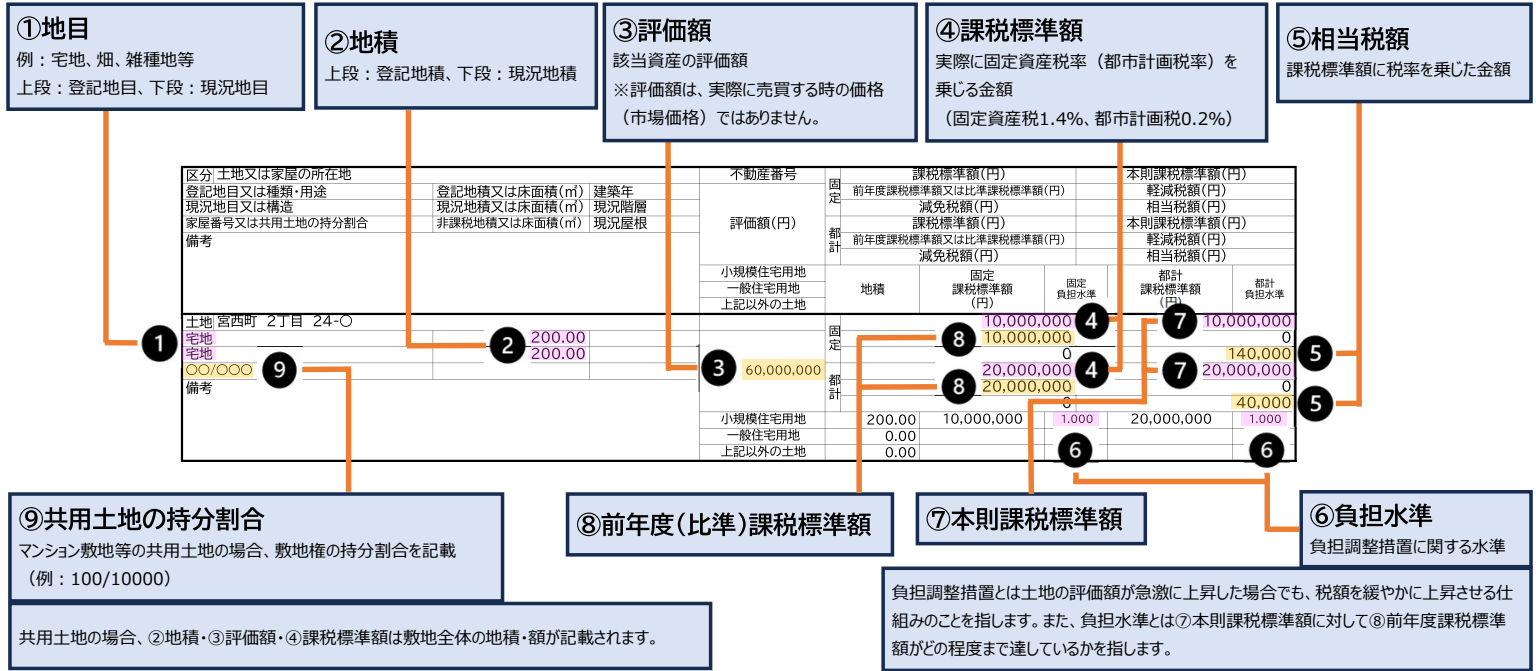 ①地目
例：宅地、畑、雑種地等
上段：登記地目、下段：現況地目
②地積
上段：登記地積、下段：現況地積
③評価額
該当資産の評価額
※評価額は、実際に売買する時の価格
（市場価格）ではありません。
④課税標準額
実際に固定資産税率（都市計画税率）を
乗じる金額
（固定資産税1.4%、都市計画税0.2%）
⑤相当税額
課税標準額に税率を乗じた金額
区分 土地又は家屋の所在地 不動産番号 固定 課税標準額(円) 本則課税標準額(円)
登記地目又は種類・用途 登記地積又は床面積(㎡) 建築年 評価額(円) 前年度課税標準額又は比準課税標準額(円) 軽減税額(円)
現況地目又は構造 現況地積又は床面積(㎡) 現況階層 減免税額(円) 相当税額(円)
家屋番号又は共用土地の持分割合 非課税地積又は床面積(㎡) 現況屋根 都計 課税標準額(円) 本則課税標準額(円)
備考 前年度課税標準額又は比準課税標準額(円) 軽減税額(円)
減免税額(円) 相当税額(円)
小規模住宅用地 地積 固定 課税標準額 (円) 固定 負担水準 都計 課税標準額 (円) 都計 負担水準
一般住宅用地
上記以外の土地
土地 宮西町 2丁目 24-〇 固定 10,000,000 4 7 10,000,000
1 宅地 200.00 2 8 10,000,000 0
宅地 200.00 0 140,000 5
〇〇/〇〇〇 9 3 60,000,000 都計 20,000,000 4 7 20,000,000
備考 8 20,000,000 0
0 40,000 5
小規模住宅用地 200.00 10,000,000 1.000 20,000,000 1.000
一般住宅用地 0.00
上記以外の土地 0.00 6 6
⑨共用土地の持分割合
マンション敷地等の共用土地の場合、敷地権の持分割合を記載
（例：100/10000）
共用土地の場合、②地積・③評価額・④課税標準額は敷地全体の地積・額が記載されます。
⑧前年度(比準)課税標準額
⑦本則課税標準額
⑥負担水準
負担調整措置に関する水準
負担調整措置とは土地の評価額が急激に上昇した場合でも、税額を緩やかに上昇させる仕
組みのことを指します。また、負担水準とは⑦本則課税標準額に対して⑧前年度課税標準
額がどの程度まで達しているかを指します。